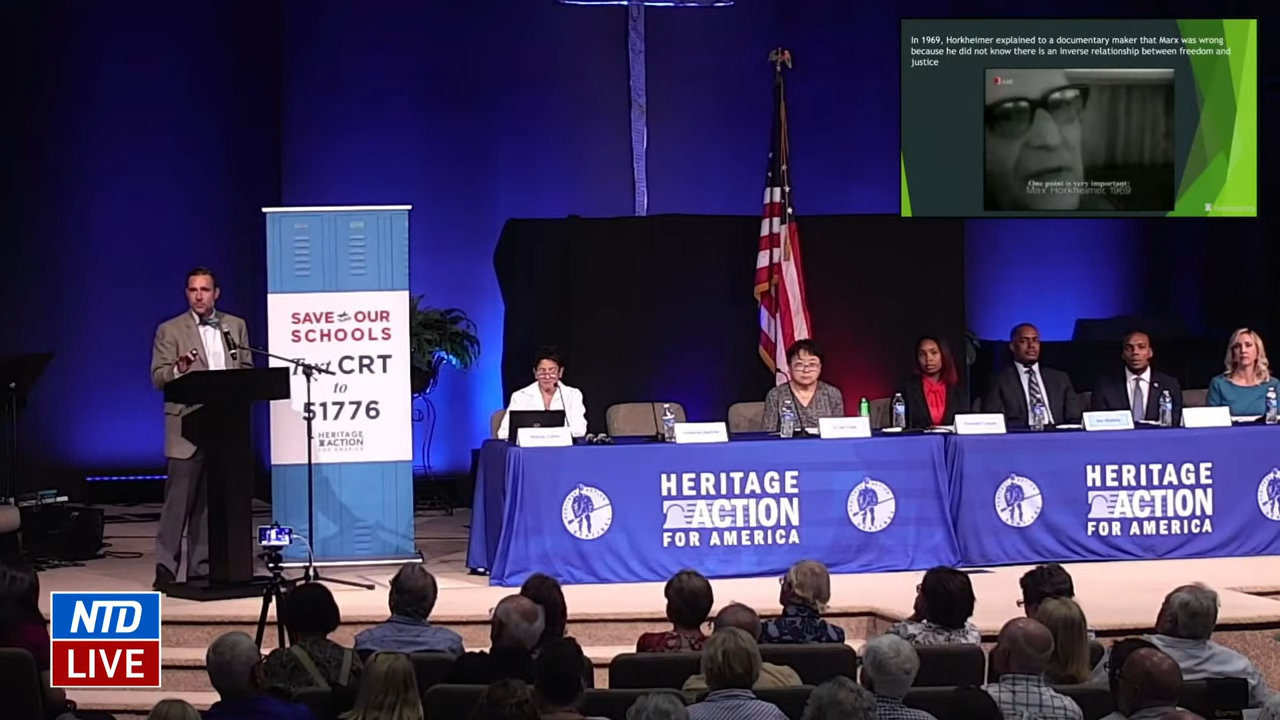 In 1969, Horkheimer explained to a documentary maker that Marx was wrong
because he did not know there is an inverse relationship between freedom and
justice
One point is very important:
Max Horkheimer, 1969
SAVE OUR
SCHOOLS
Text CRT
to
51776
HERITAGE
ACTION
FOR AMERICA
HERITAGE
ACTION
FOR AMERICA
HERITAGE
ACTION
FOR AMERICA
NTD
LIVE